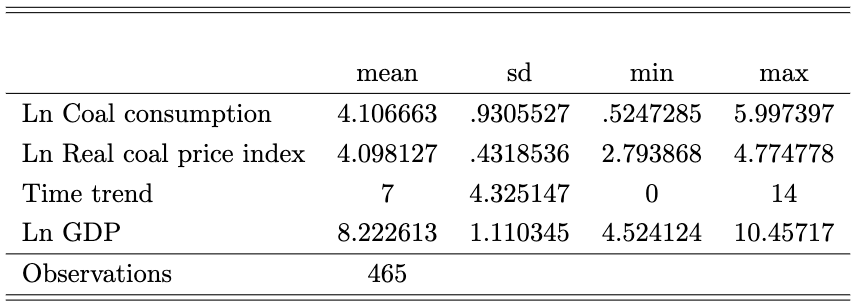 mean sd min max
Ln Coal consumption 4.106663 .9305527 .5247285 5.997397
Ln Real coal price index 4.098127 .4318536 2.793868 4.774778
Time trend 7 4.325147 0 14
Ln GDP 8.222613 1.110345 4.524124 10.45717
Observations 465